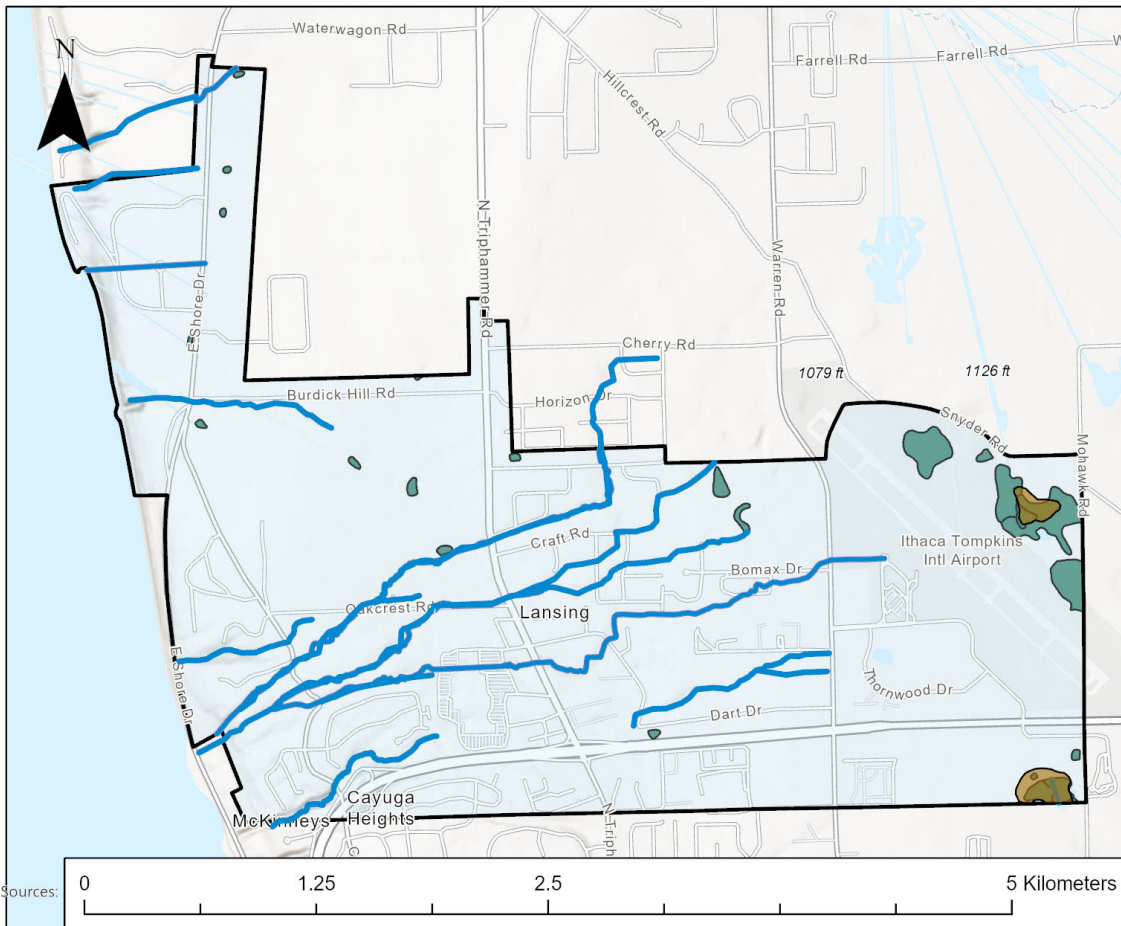 Waterwagon Rd
N
Farrell Rd
Farrell Rd
W
Hillcrest Rd
N Triphammer Rd
Warren Rd
E Shore Dr
Cherry Rd
1079 ft
1126 ft
Burdick Hill Rd
Horizon Dr
Snyder Rd
Mohawk Rd
Craft Rd
Ithaca Tompkins
Intl Airport
Bomax Dr
Oakcrest Rd
Lansing
E Shore Dr
Thornwood Dr
Dart Dr
Cayuga
Heights
McKinneys
N Triph
C
Sources:
0
1.25
2.5
5 Kilometers